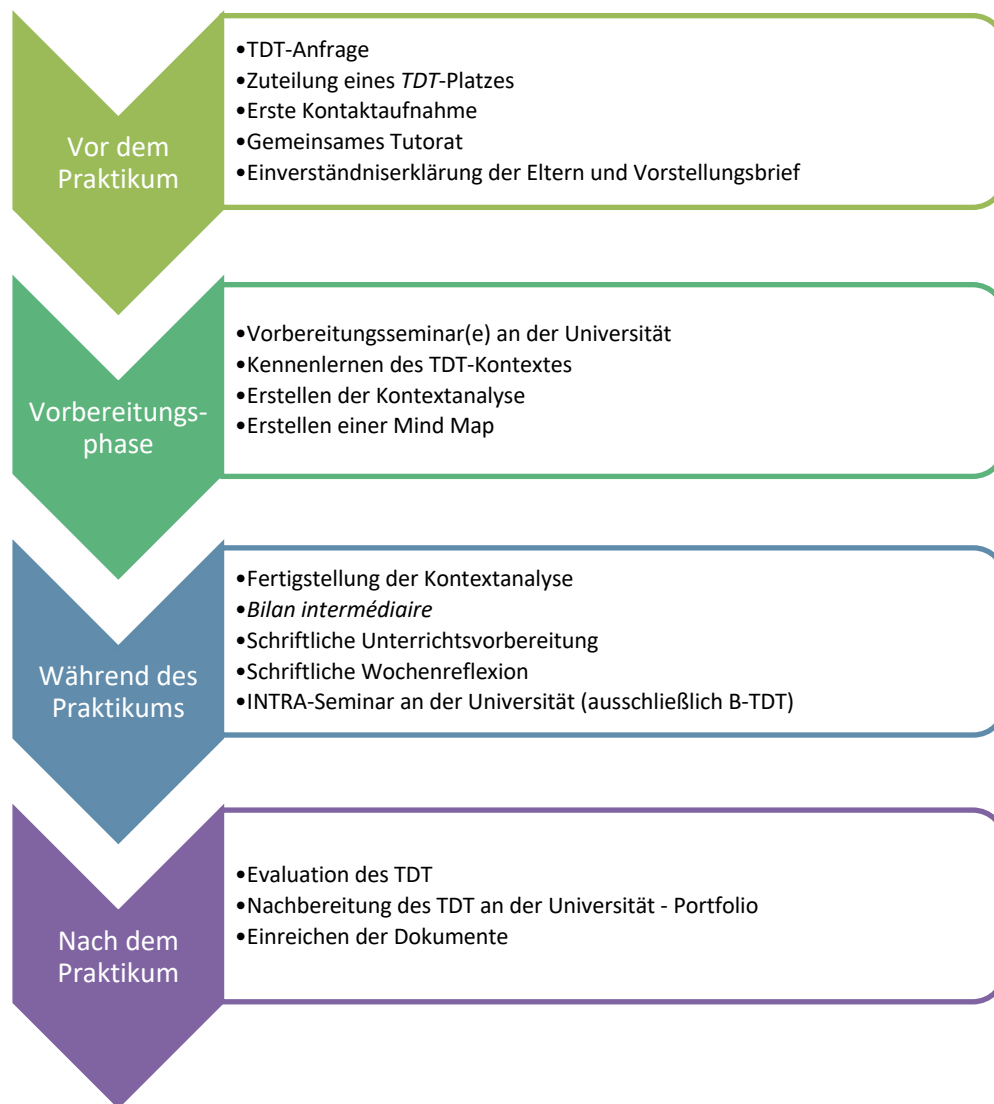 Vor dem
Praktikum
•TDT-Anfrage
•Zuteilung eines TDT-Platzes
•Erste Kontaktaufnahme
•Gemeinsames Tutorat
•Einverständniserklärung der Eltern und Vorstellungsbrief
Vorbereitungs-
phase
•Vorbereitungsseminar(e) an der Universität
•Kennenlernen des TDT-Kontextes
•Erstellen der Kontextanalyse
•Erstellen einer Mind Map
Während des
Praktikums
•Fertigstellung der Kontextanalyse
•Bilan intermédiaire
•Schriftliche Unterrichtsvorbereitung
•Schriftliche Wochenreflexion
•INTRA-Seminar an der Universität (ausschließlich B-TDT)
Nach dem
Praktikum
•Evaluation des TDT
•Nachbereitung des TDT an der Universität - Portfolio
•Einreichen der Dokumente